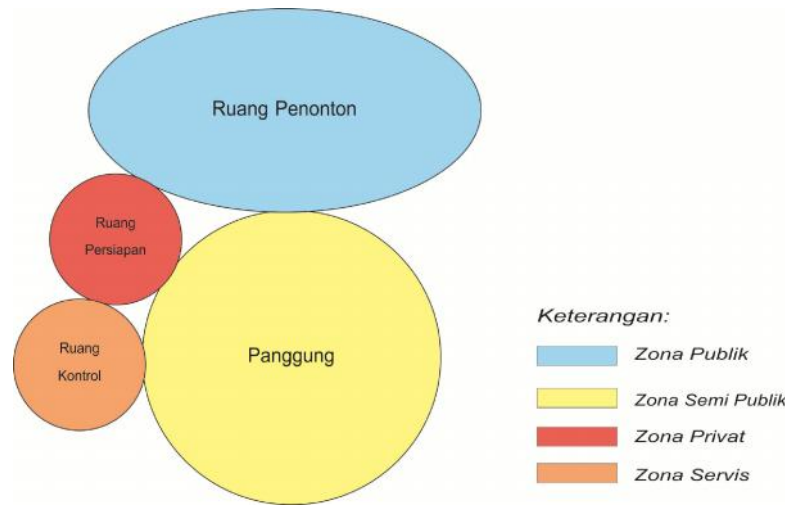 Ruang Penonton
Ruang
Persiapan
Ruang
Kontrol
Panggung
Keterangan:
Zona Publik
Zona Semi Publik
Zona Privat
Zona Servis